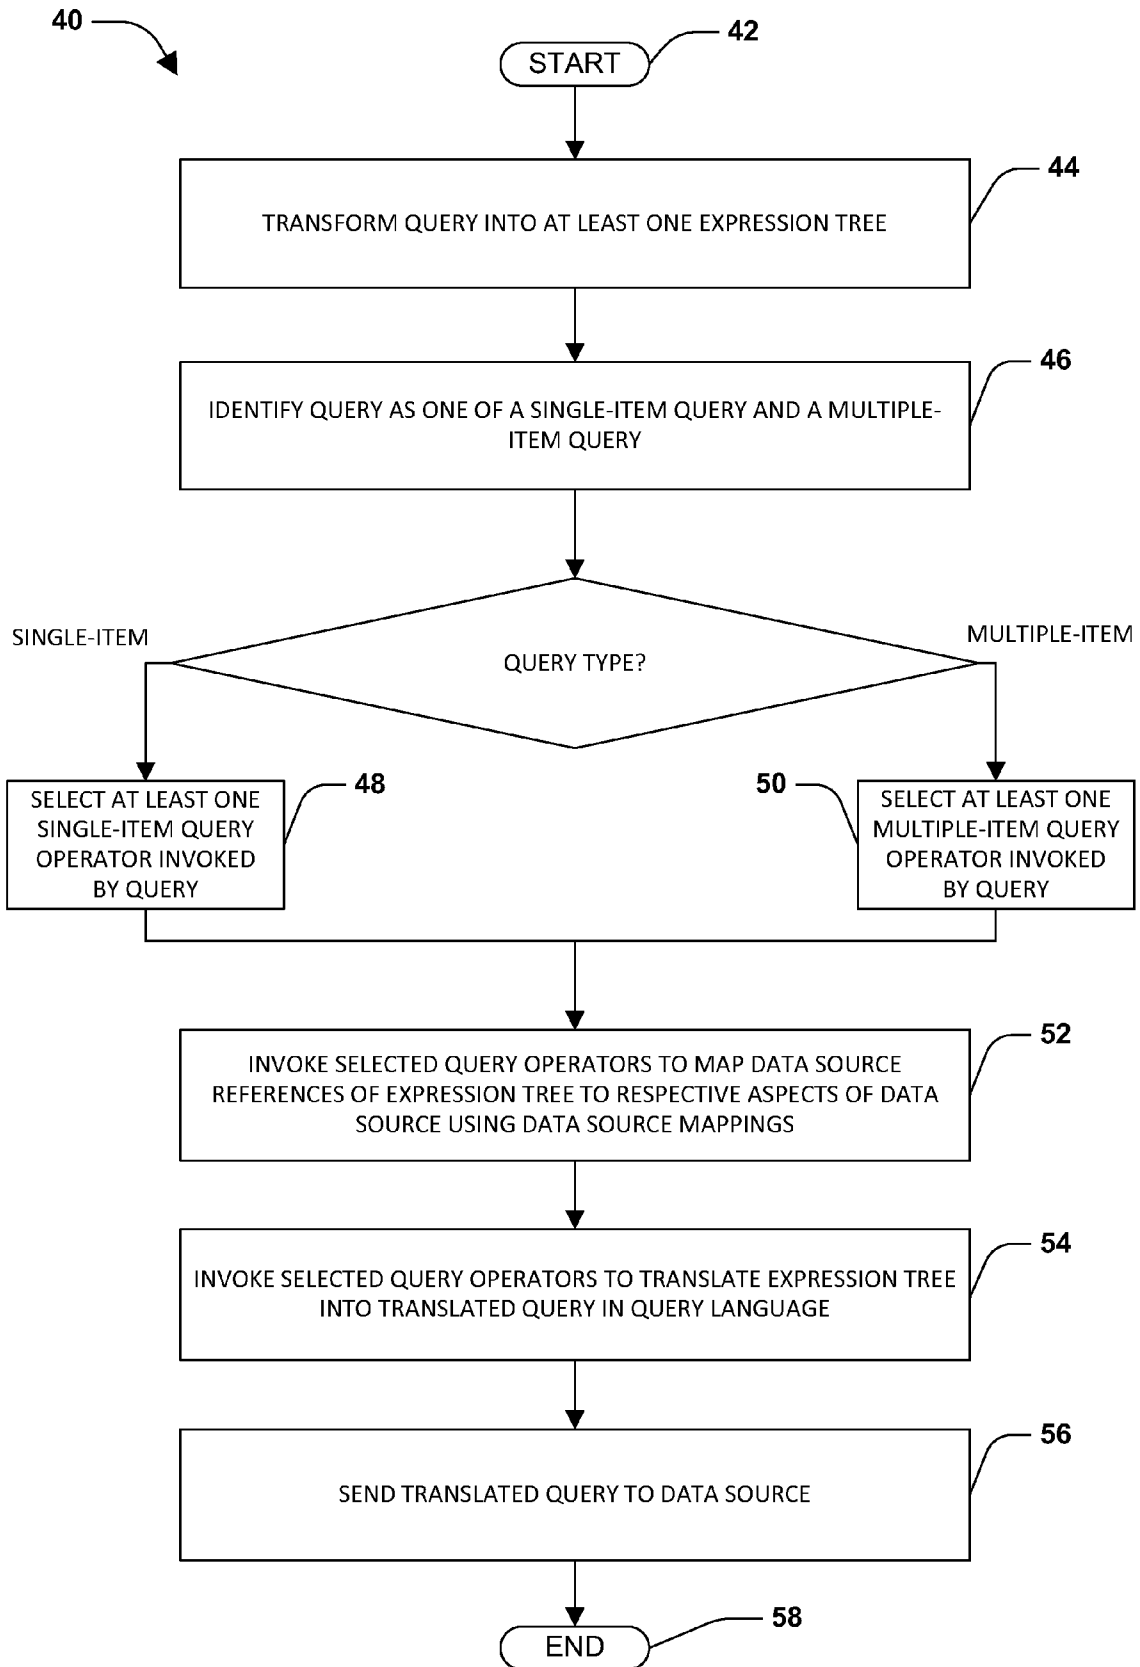 40
42
START
44
TRANSFORM QUERY INTO AT LEAST ONE EXPRESSION TREE
46
IDENTIFY QUERY AS ONE OF A SINGLE-ITEM QUERY AND A MULTIPLE-
ITEM QUERY
SINGLE-ITEM
MULTIPLE-ITEM
QUERY TYPE?
48
SELECT AT LEAST ONE
SINGLE-ITEM QUERY
OPERATOR INVOKED
BY QUERY
50
SELECT AT LEAST ONE
MULTIPLE-ITEM QUERY
OPERATOR INVOKED
BY QUERY
52
INVOKE SELECTED QUERY OPERATORS TO MAP DATA SOURCE
REFERENCES OF EXPRESSION TREE TO RESPECTIVE ASPECTS OF DATA
SOURCE USING DATA SOURCE MAPPINGS
54
INVOKE SELECTED QUERY OPERATORS TO TRANSLATE EXPRESSION TREE
INTO TRANSLATED QUERY IN QUERY LANGUAGE
56
SEND TRANSLATED QUERY TO DATA SOURCE
58
END